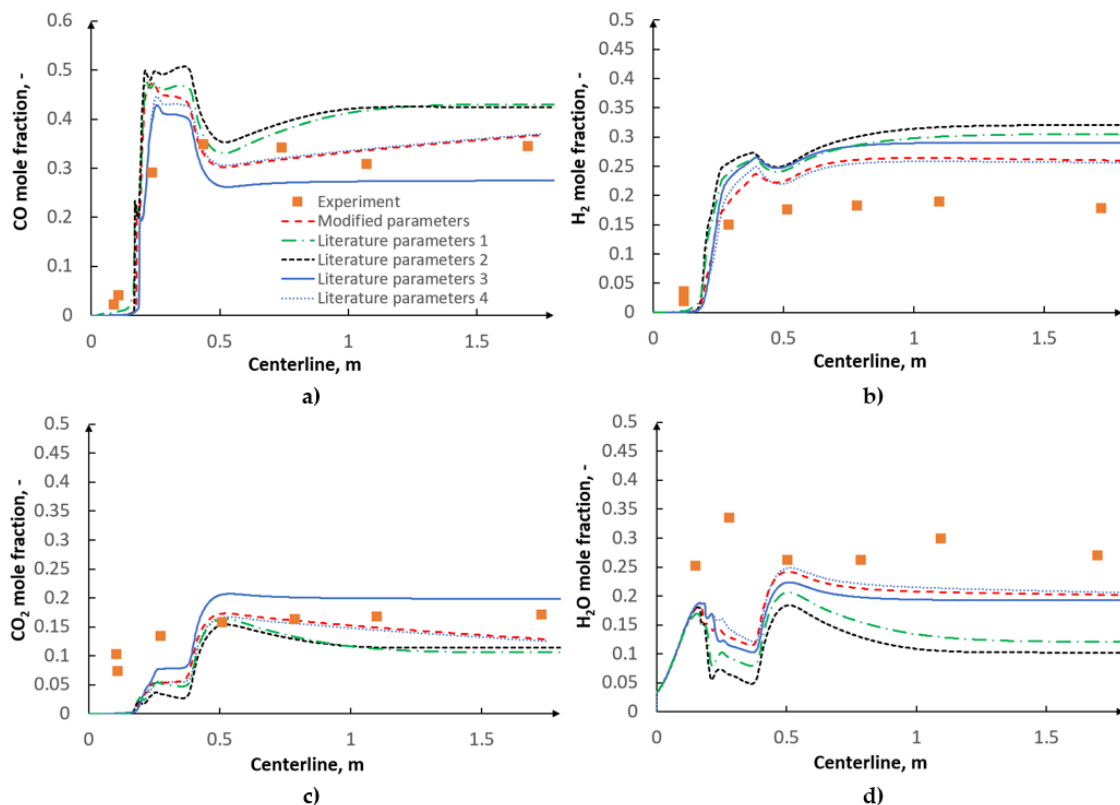 CO mole fraction, -
0.6
0.5
0.4
0.3
0.2
0.1
0
Experiment
Modified parameters
Literature parameters 1
Literature parameters 2
Literature parameters 3
Literature parameters 4
0 0.5 1 1.5
Centerline, m
a)
H2 mole fraction, -
0.5
0.45
0.4
0.35
0.3
0.25
0.2
0.15
0.1
0.05
0
0 0.5 1 1.5
Centerline, m
b)
CO2 mole fraction, -
0.5
0.45
0.4
0.35
0.3
0.25
0.2
0.15
0.1
0.05
0
0 0.5 1 1.5
Centerline, m
c)
H2O mole fraction, -
0.5
0.45
0.4
0.35
0.3
0.25
0.2
0.15
0.1
0.05
0
0 0.5 1 1.5
Centerline, m
d)